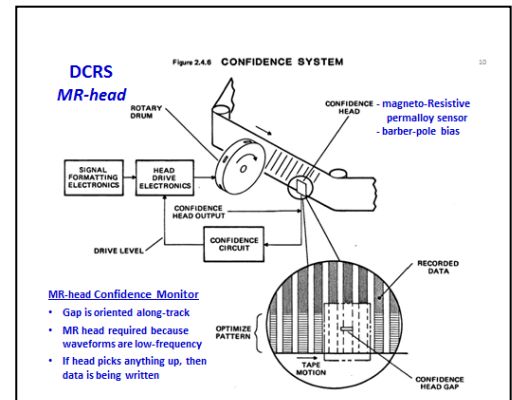 Figure 2.4.6 CONFIDENCE SYSTEM
10
DCRS
MR-head
ROTARY
DRUM
CONFIDENCE
HEAD
- magneto-Resistive
permalloy sensor
- barber-pole bias
SIGNAL
FORMATTING
ELECTRONICS
HEAD
DRIVE
ELECTRONICS
CONFIDENCE
HEAD OUTPUT
DRIVE LEVEL
CONFIDENCE
CIRCUIT
RECORDED
DATA
MR-head Confidence Monitor
• Gap is oriented along-track
• MR head required because
waveforms are low-frequency
• If head picks anything up, then
data is being written
OPTIMIZE
PATTERN
TAPE
MOTION
CONFIDENCE
HEAD GAP